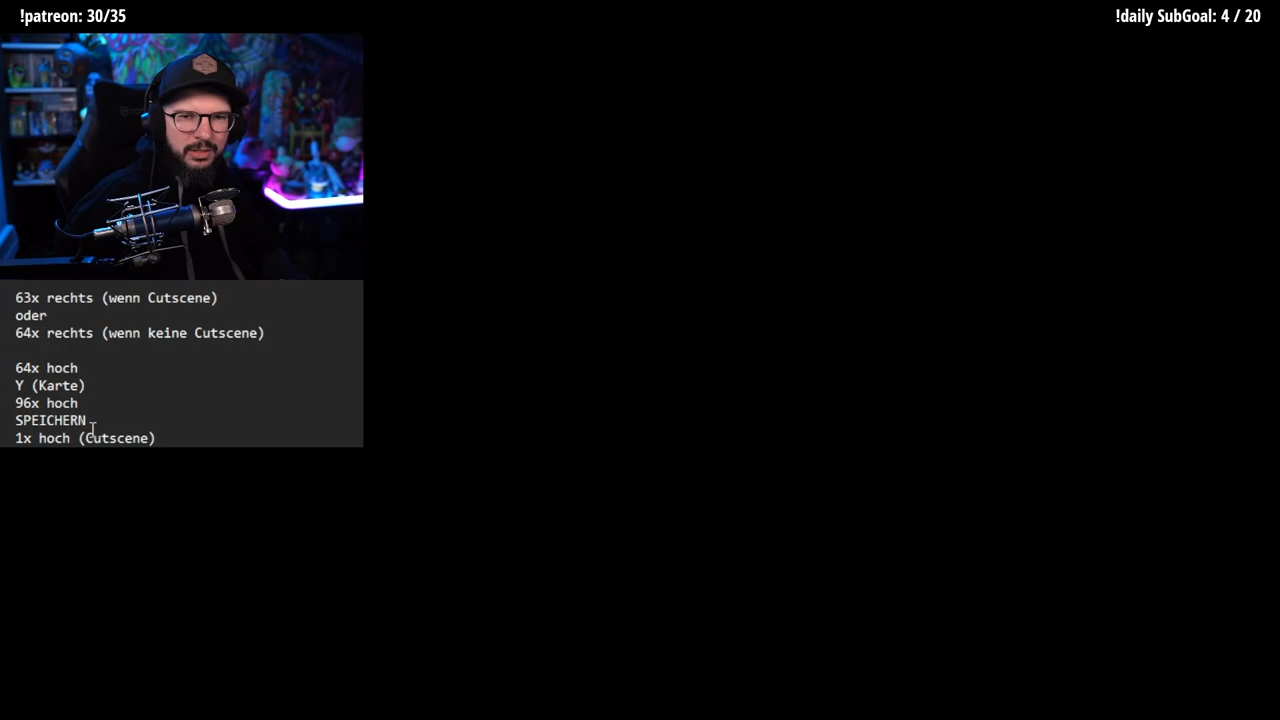 !patreon: 30/35
!daily SubGoal: 4 / 20
63x rechts (wenn Cutscene)
oder
64x rechts (wenn keine Cutscene)
64x hoch
Y (Karte)
96x hoch
SPEICHERN
1x hoch (Cutscene)